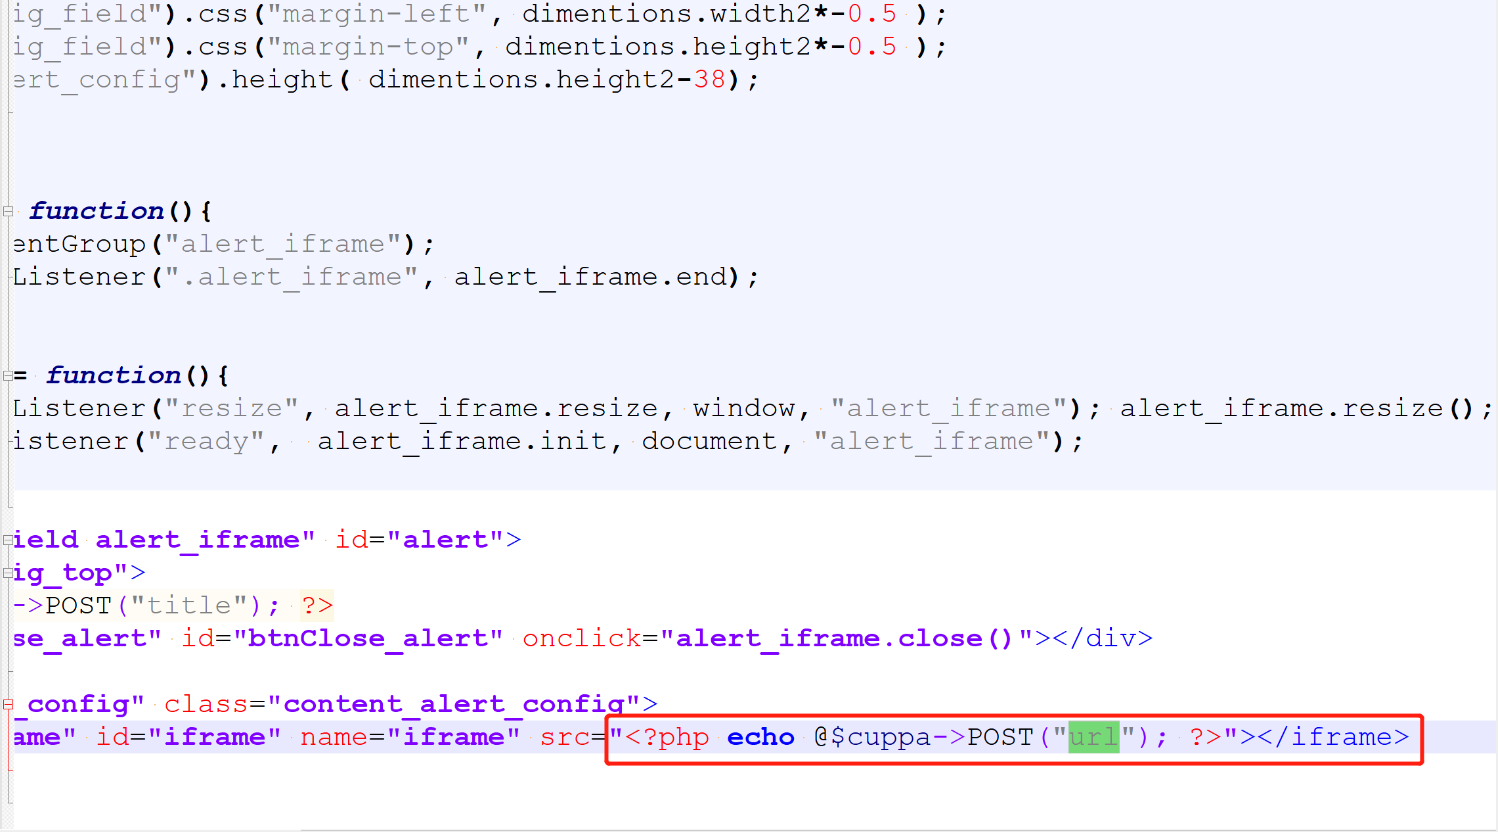 ig_field").css("margin-left", dimentions.width2*-0.5 );
ig_field").css("margin-top", dimentions.height2*-0.5 );
ert_config").height( dimentions.height2-38);
function(){
entGroup("alert_iframe");
Listener(".alert_iframe", alert_iframe.end);
= function(){
Listener("resize", alert_iframe.resize, window, "alert_iframe"); alert_iframe.resize();
istener("ready", alert_iframe.init, document, "alert_iframe");
ield alert_iframe" id="alert">
ig_top">
->POST("title"); ?>
se_alert" id="btnClose_alert" onclick="alert_iframe.close()"></div>
_config" class="content_alert_config">
ame" id="iframe" name="iframe" src="<?php echo @$cuppa->POST("url"); ?>"></iframe>